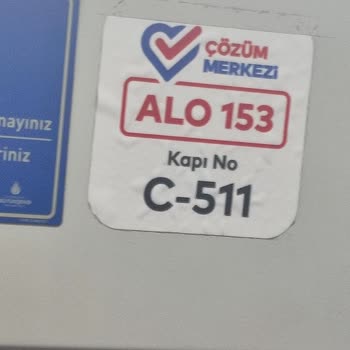 ÇÖZÜM
MERKEZİ
ALO 153
Kapı No
C-511
mayınız
riniz